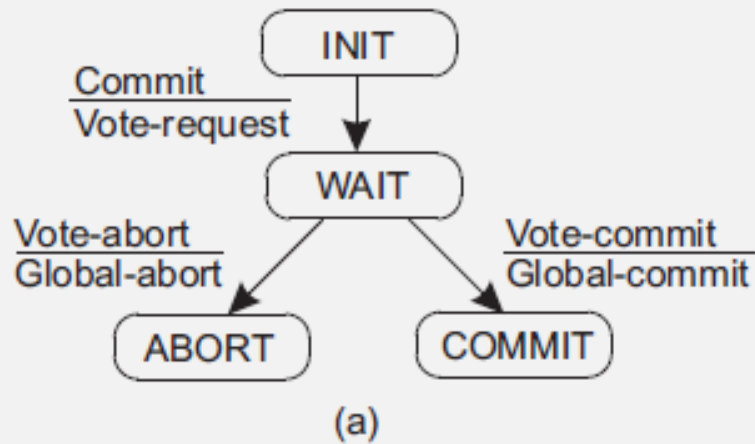 INIT
Commit
Vote-request
WAIT
Vote-abort
Global-abort
Vote-commit
Global-commit
ABORT
COMMIT
(a)